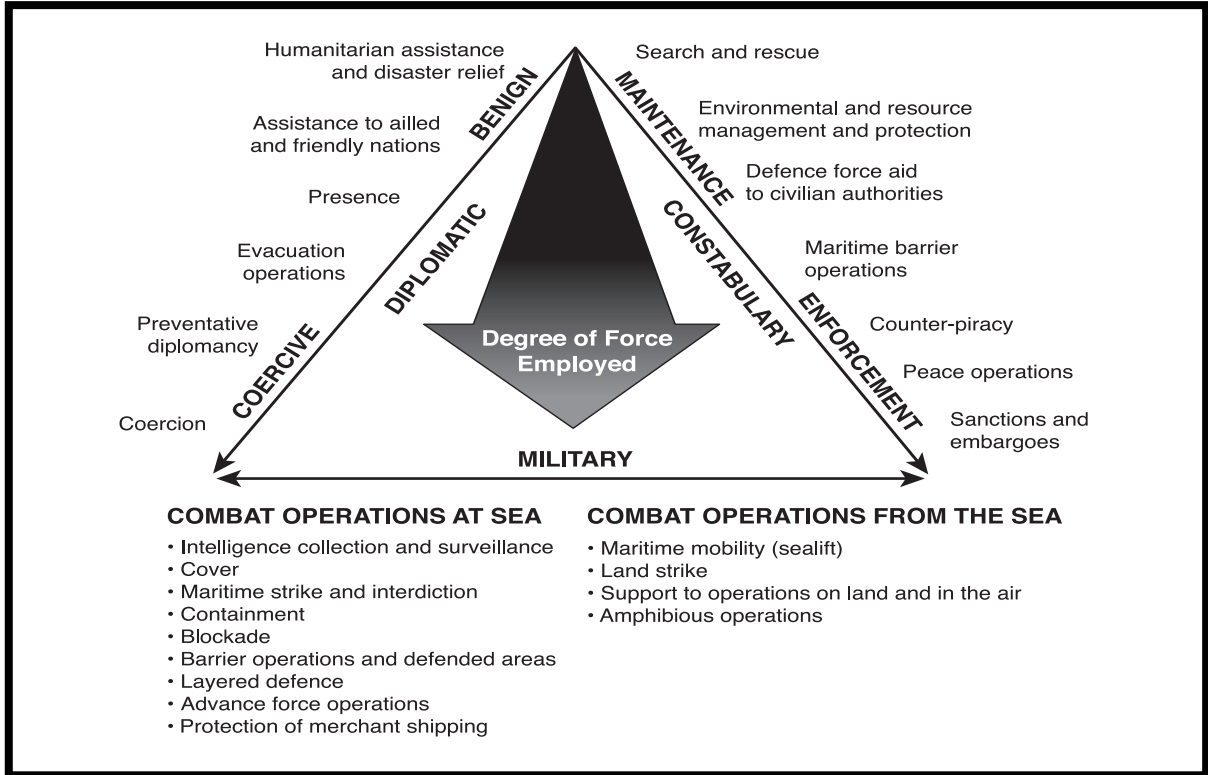 Humanitarian assistance
and disaster relief
Assistance to ailled
and friendly nations
Presence
Evacuation
operations
Preventative
diplomancy
Coercion
BENIGN
DIPLOMATIC
COERCIVE
Degree of Force
Employed
Search and rescue
Environmental and resource
management and protection
Defence force aid
to civilian authorities
Maritime barrier
operations
Counter-piracy
Peace operations
Sanctions and
embargoes
MAINTENANCE
CONSTABULARY
ENFORCEMENT
MILITARY
COMBAT OPERATIONS AT SEA
• Intelligence collection and surveillance
• Cover
• Maritime strike and interdiction
• Containment
• Blockade
• Barrier operations and defended areas
• Layered defence
• Advance force operations
• Protection of merchant shipping
COMBAT OPERATIONS FROM THE SEA
• Maritime mobility (sealift)
• Land strike
• Support to operations on land and in the air
• Amphibious operations